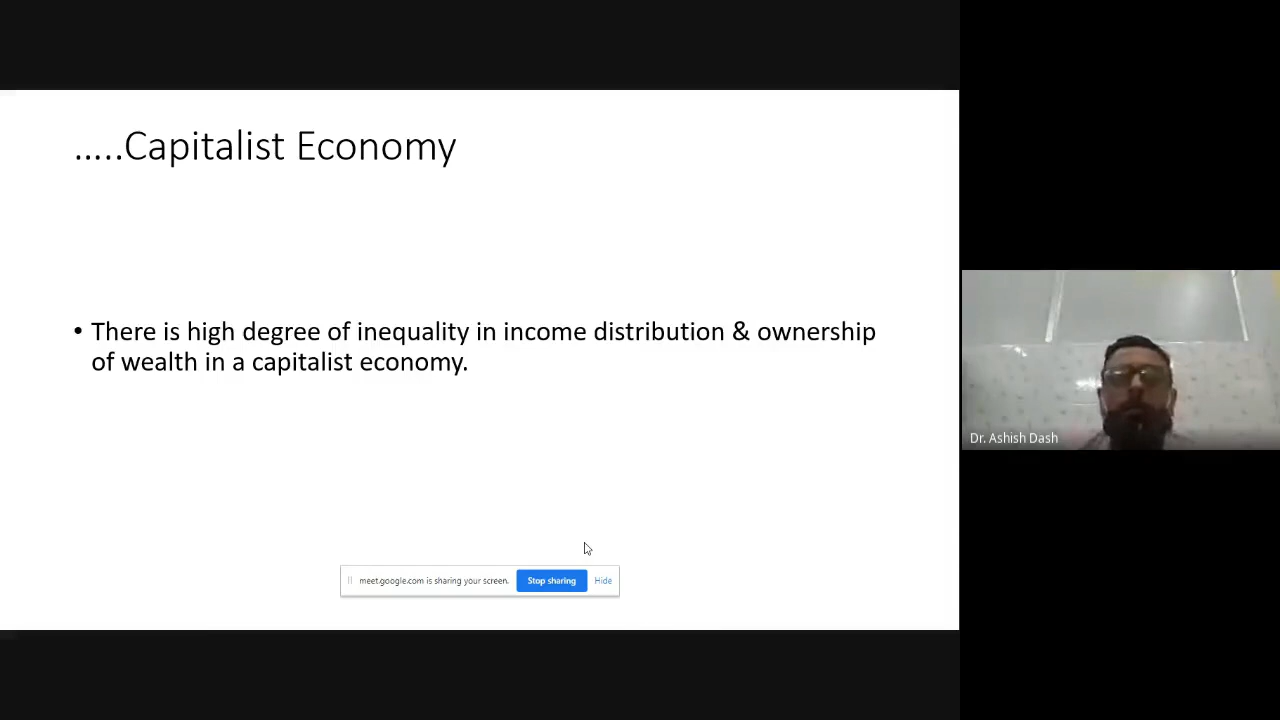 .....Capitalist Economy
• There is high degree of inequality in income distribution & ownership
of wealth in a capitalist economy.
Dr. Ashish Dash
meet.google.com is sharing your screen.
Stop sharing
Hide